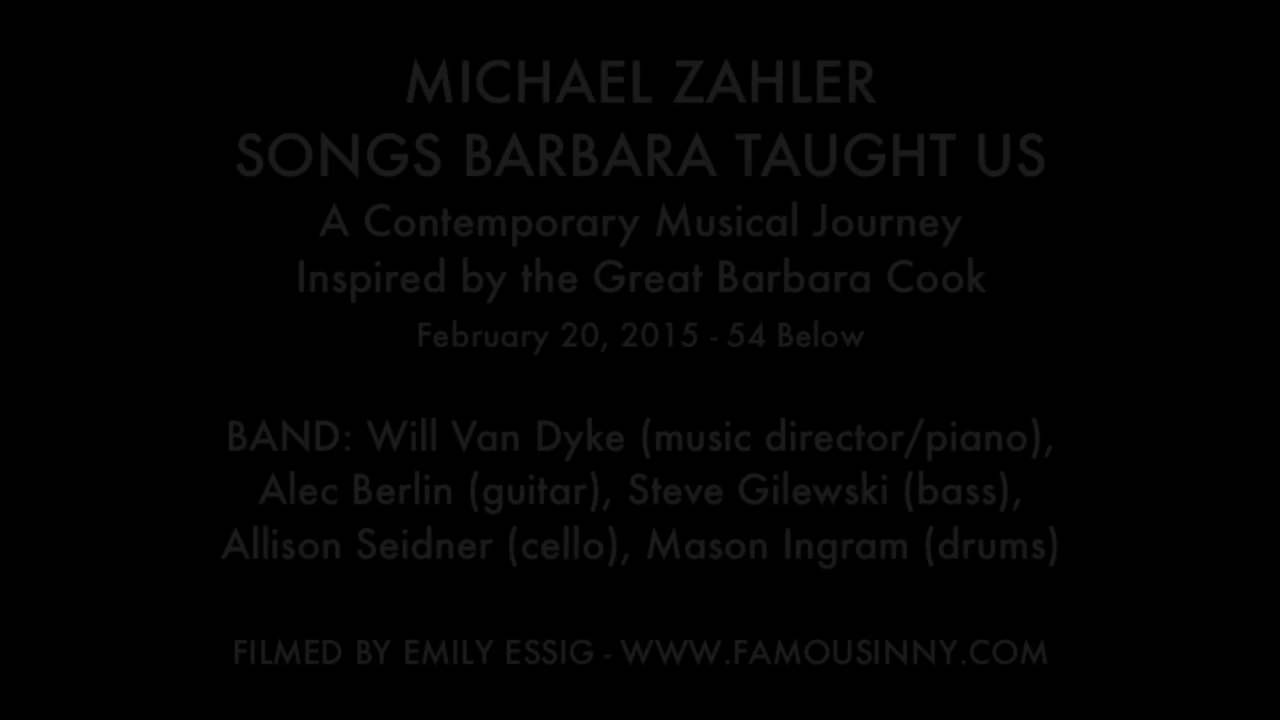 MICHAEL ZAHLER
SONGS BARBARA TAUGHT US
A Contemporary Musical Journey
Inspired by the Great Barbara Cook
February 20, 2015 - 54 Below
BAND: Will Van Dyke (music director/piano),
Alec Berlin (guitar), Steve Gilewski (bass),
Allison Seidner (cello), Mason Ingram (drums)
FILMED BY EMILY ESSIG - WWW.FAMOUSINNY.COM